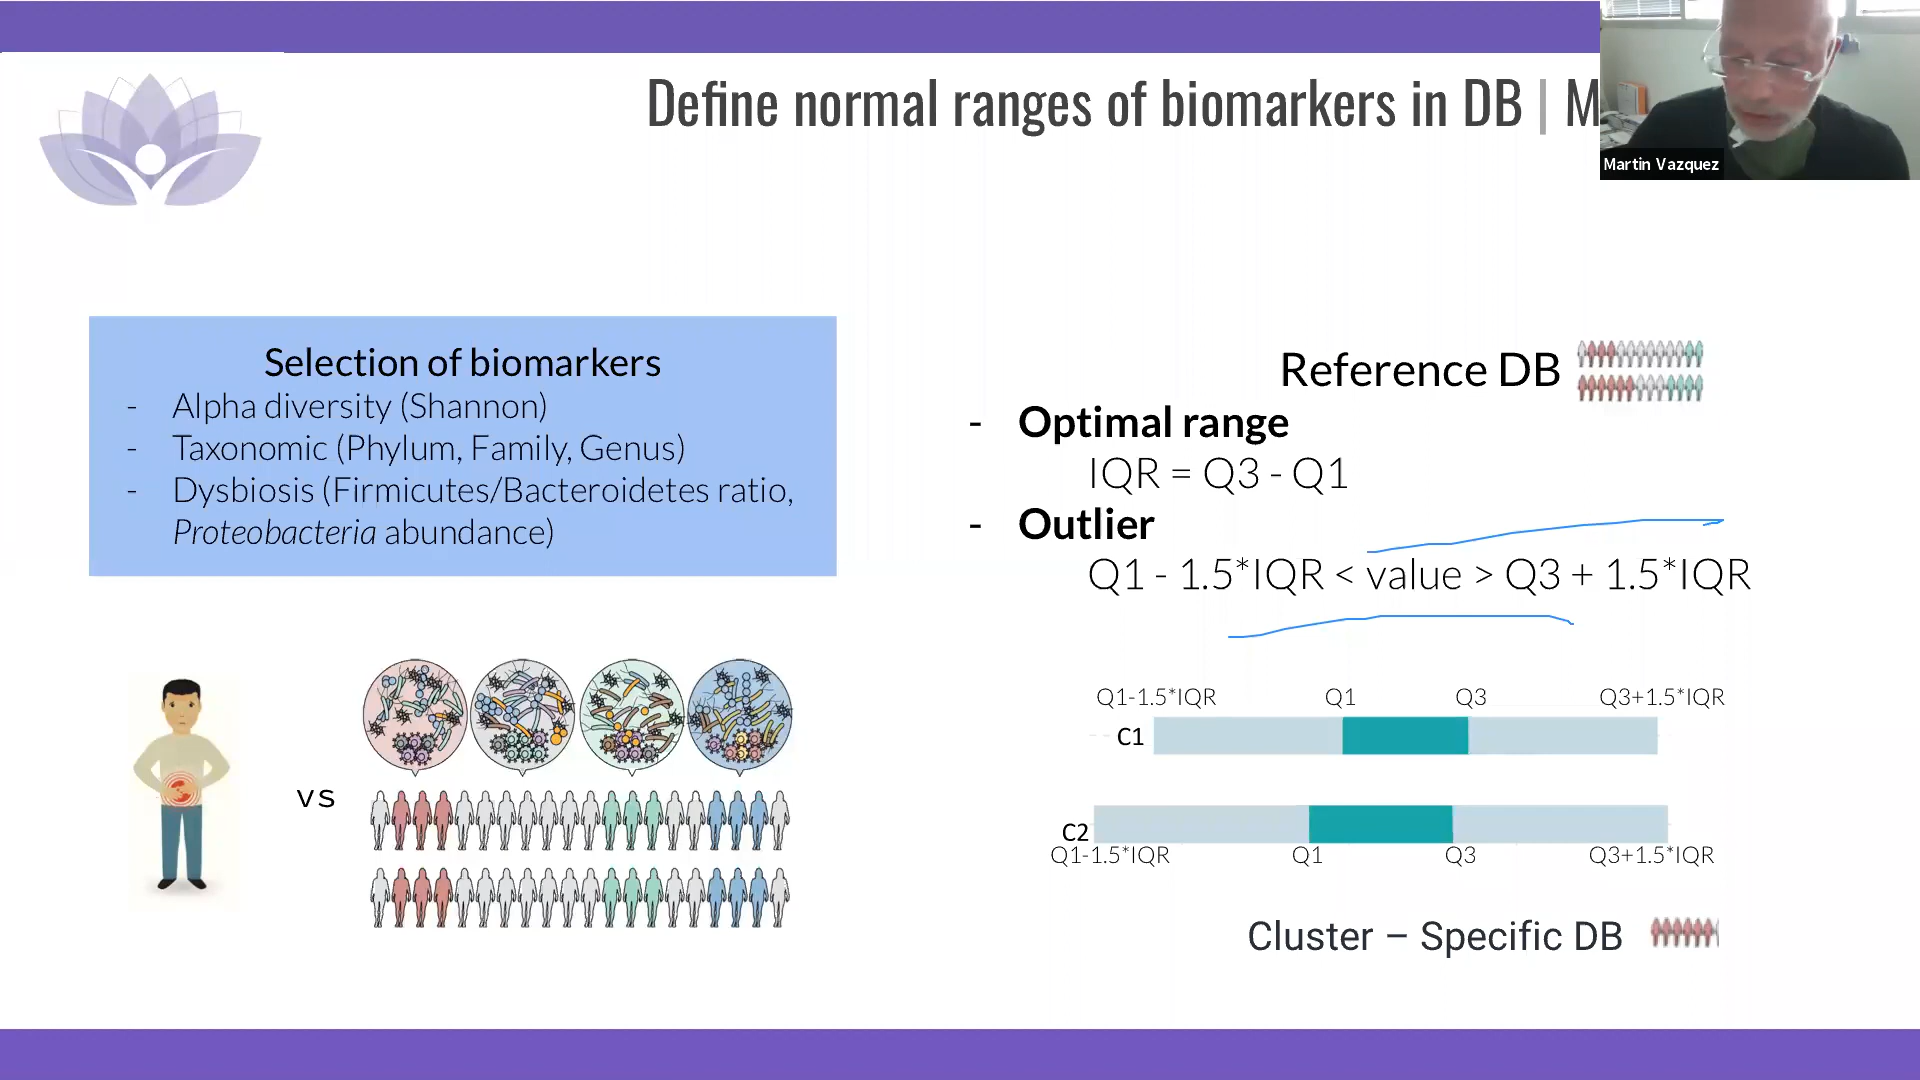 Define normal ranges of biomarkers in DB | M
Martin Vazquez
Selection of biomarkers
- Alpha diversity (Shannon)
- Taxonomic (Phylum, Family, Genus)
- Dysbiosis (Firmicutes/Bacteroidetes ratio,
Proteobacteria abundance)
Reference DB
- Optimal range
IQR = Q3 - Q1
- Outlier
Q1 - 1.5*IQR < value > Q3 + 1.5*IQR
vs
Q1-1.5*IQR Q1 Q3 Q3+1.5*IQR
C1
C2
Q1-1.5*IQR Q1 Q3 Q3+1.5*IQR
Cluster – Specific DB